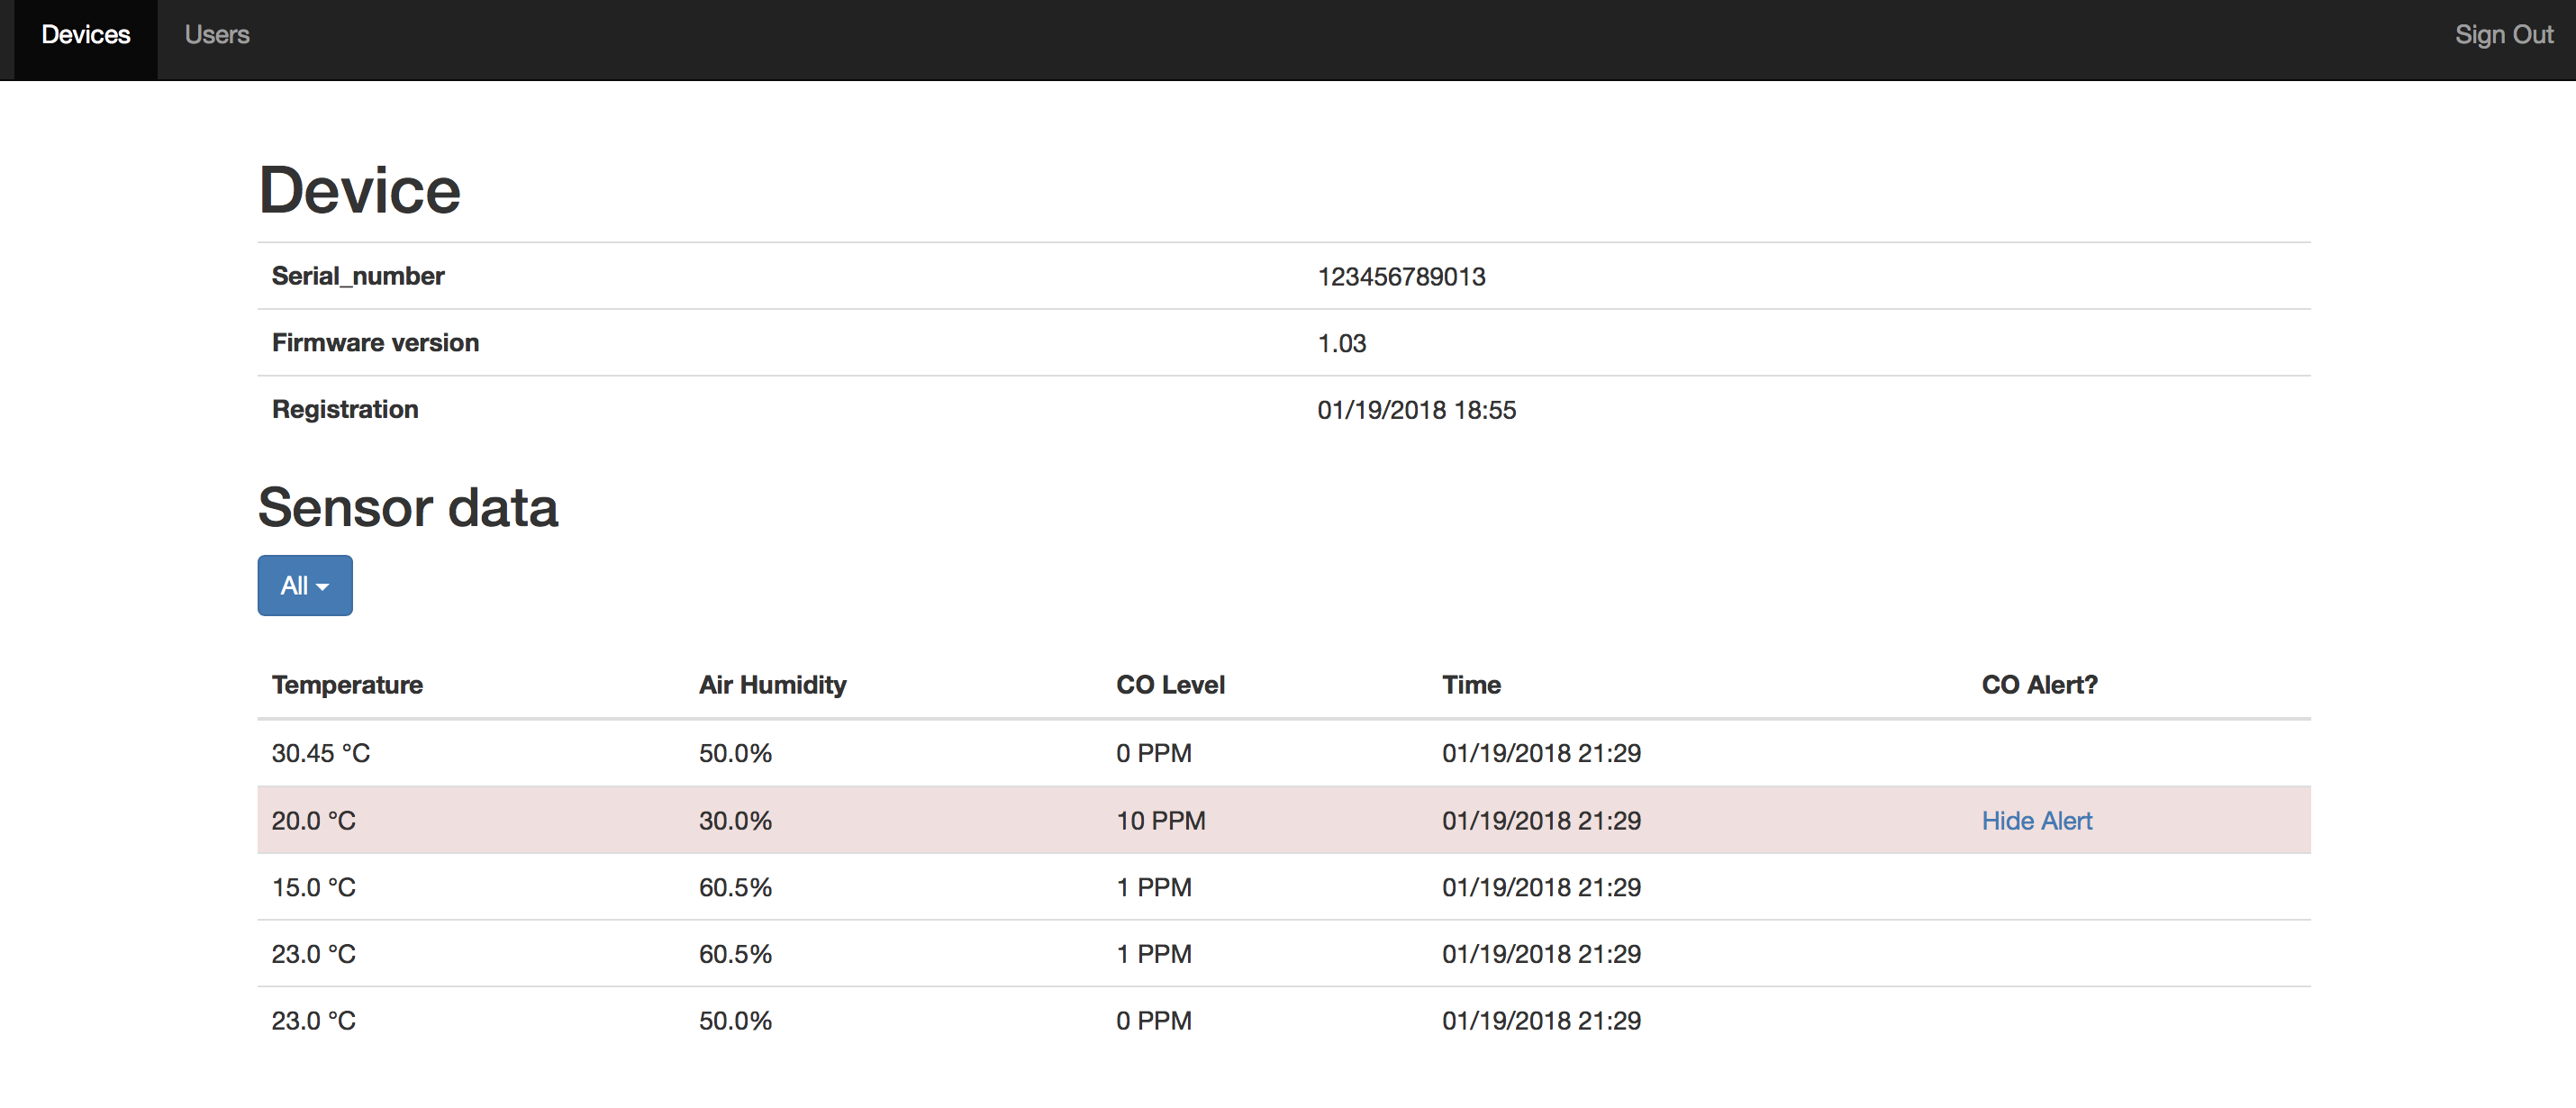 Devices Users Sign Out
Device
Serial_number 123456789013
Firmware version 1.03
Registration 01/19/2018 18:55
Sensor data
All
Temperature Air Humidity CO Level Time CO Alert?
30.45 °C 50.0% 0 PPM 01/19/2018 21:29
20.0 °C 30.0% 10 PPM 01/19/2018 21:29 Hide Alert
15.0 °C 60.5% 1 PPM 01/19/2018 21:29
23.0 °C 60.5% 1 PPM 01/19/2018 21:29
23.0 °C 50.0% 0 PPM 01/19/2018 21:29